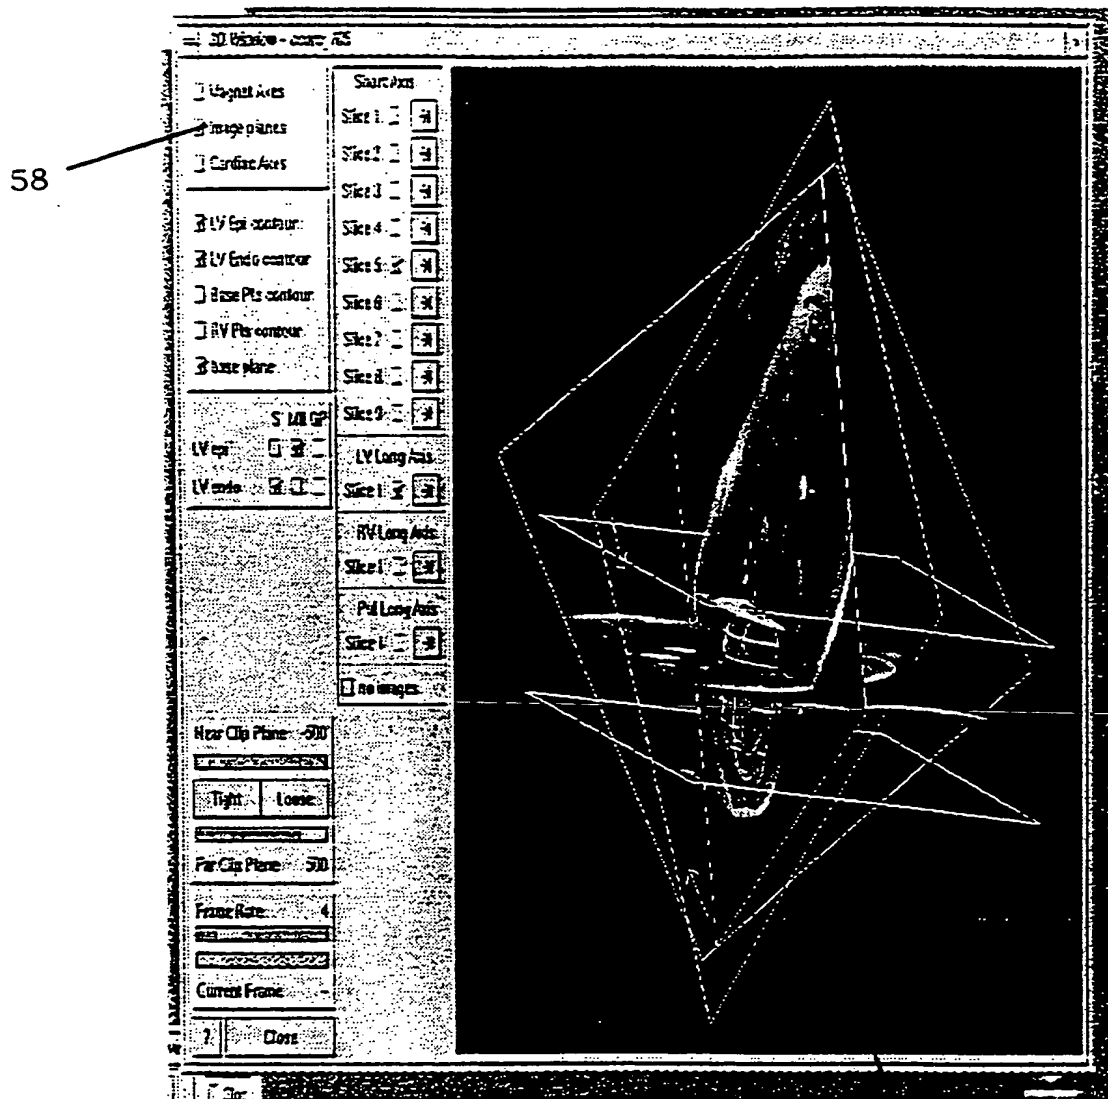 3D Window -
Magnet Axes
Image planes
Cardiac Axes
58
LV Epi contour
LV Endo contour
Base Pts contour
RV Pts contour
base plane
LV epi
LV endo
Short Axis
Slice 1
Slice 2
Slice 3
Slice 4
Slice 5
Slice 6
Slice 7
Slice 8
Slice 9
LV Long Axis
Slice 1
RV Long Axis
Slice 1
Long Axis
Slice 1
no images
Near Clip Plane -500
Tight Loose
Far Clip Plane 500
Frame Rate 4
Current Frame -
? Close